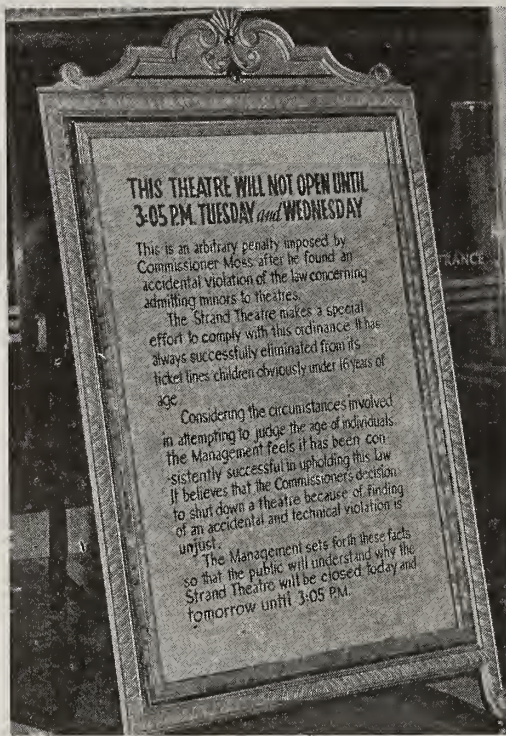 THIS THEATRE WILL NOT OPEN UNTIL
3-05 P.M. TUESDAY and WEDNESDAY
This is an arbitrary penalty imposed by
Commissioner Moss after he found an
accidental violation of the law concerning
admitting minors to theatres.
The Strand Theatre makes a special
effort to comply with this ordinance. It has
always successfully eliminated from its
ticket lines children obviously under 16 years of
age.
Considering the circumstances involved
in attempting to judge the age of individuals
the Management feels it has been con
-sistently successful in upholding this law
It believes that the Commissioners decision
to shut down a theatre because of finding
of an accidental and technical violation is
unjust.
The Management sets forth these facts
so that the public will understand why the
Strand Theatre will be closed today and
tomorrow until 3:05 P.M.
TRANCE